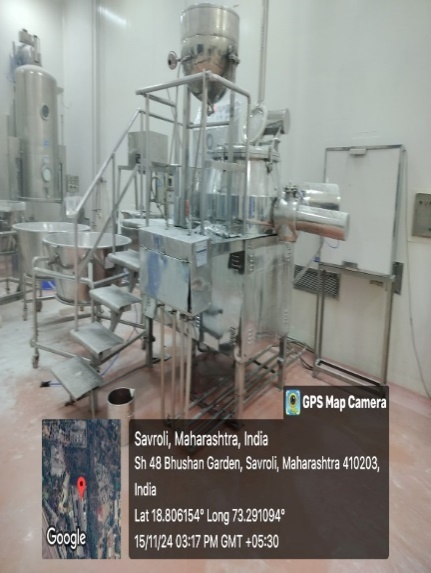 GPS Map Camera
Savroli, Maharashtra, India
Sh 48 Bhushan Garden, Savroli, Maharashtra 410203,
India
Lat 18.806154° Long 73.291094°
15/11/24 03:17 PM GMT +05:30
Google